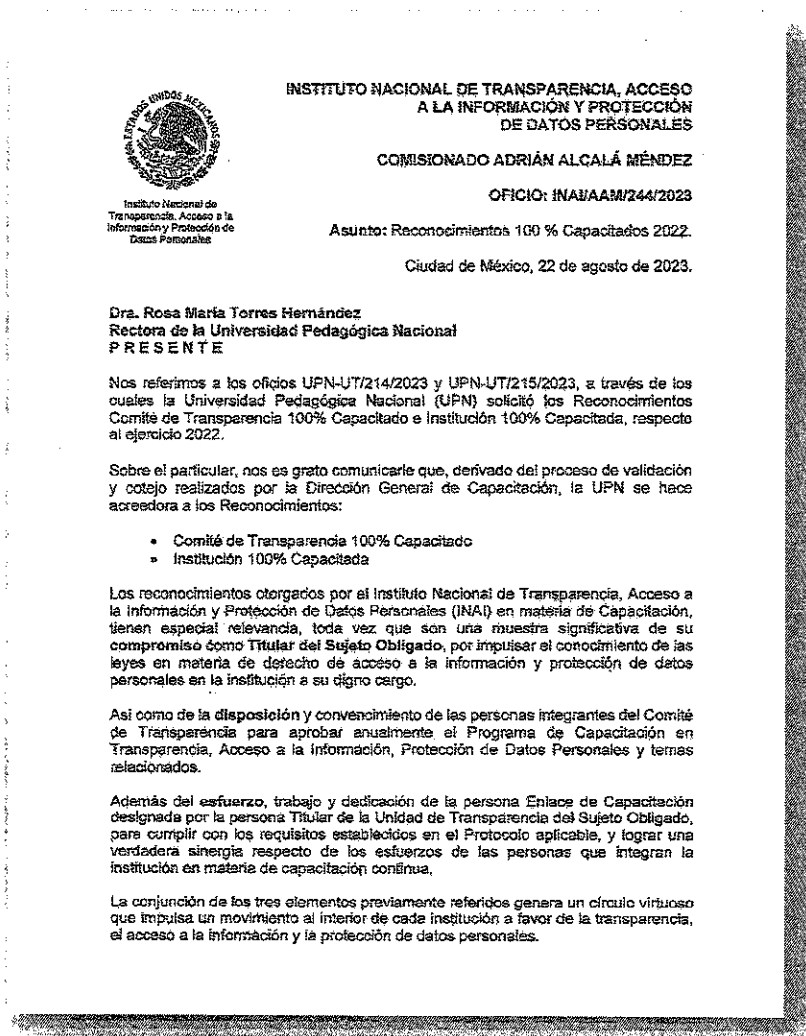 INSTITUTO NACIONAL DE TRANSPARENCIA, ACCESO
A LA INFORMACIÓN Y PROTECCIÓN
DE DATOS PERSONALES
ESTADOS UNIDOS MEXICANOS
Instituto Nacional de
Transparencia, Acceso a la
Información y Protección de
Datos Personales
COMISIONADO ADRIÁN ALCALÁ MÉNDEZ
OFICIO: INAI/AAM/244/2023
Asunto: Reconocimientos 100 % Capacitados 2022.
Ciudad de México, 22 de agosto de 2023.
Dra. Rosa María Torres Hernández
Rectora de la Universidad Pedagógica Nacional
P R E S E N T E
Nos referimos a los oficios UPN-UT/214/2023 y UPN-UT/215/2023, a través de los
cuales la Universidad Pedagógica Nacional (UPN) solicitó los Reconocimientos
Comité de Transparencia 100% Capacitado e Institución 100% Capacitada, respecto
al ejercicio 2022.
Sobre el particular, nos es grato comunicarle que, derivado del proceso de validación
y cotejo realizados por la Dirección General de Capacitación, la UPN se hace
acreedora a los Reconocimientos:
• Comité de Transparencia 100% Capacitado
• Institución 100% Capacitada
Los reconocimientos otorgados por el Instituto Nacional de Transparencia, Acceso a
la Información y Protección de Datos Personales (INAI) en materia de Capacitación,
tienen especial relevancia, toda vez que son una muestra significativa de su
compromiso como Titular del Sujeto Obligado, por impulsar el conocimiento de las
leyes en materia de derecho de acceso a la información y protección de datos
personales en la institución a su digno cargo.
Así como de la disposición y convencimiento de las personas integrantes del Comité
de Transparencia para aprobar anualmente el Programa de Capacitación en
Transparencia, Acceso a la Información, Protección de Datos Personales y temas
relacionados.
Además del esfuerzo, trabajo y dedicación de la persona Enlace de Capacitación
designada por la persona Titular de la Unidad de Transparencia del Sujeto Obligado,
para cumplir con los requisitos establecidos en el Protocolo aplicable, y lograr una
verdadera sinergia respecto de los esfuerzos de las personas que integran la
institución en materia de capacitación continua.
La conjunción de los tres elementos previamente referidos genera un círculo virtuoso
que impulsa un movimiento al interior de cada institución a favor de la transparencia,
el acceso a la información y la protección de datos personales.